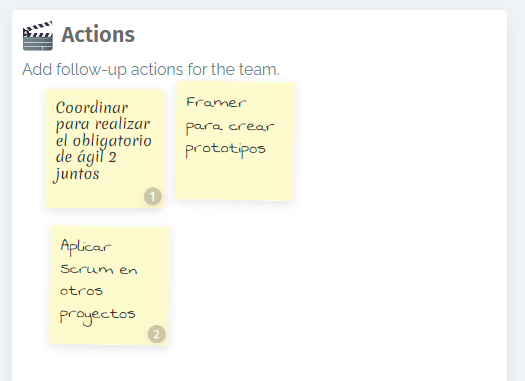 Actions
Add follow-up actions for the team.
Coordinar
para realizar
el obligatorio
de ágil 2
juntos
1
Framer
para crear
prototipos
Aplicar
Scrum en
otros
proyectos
2